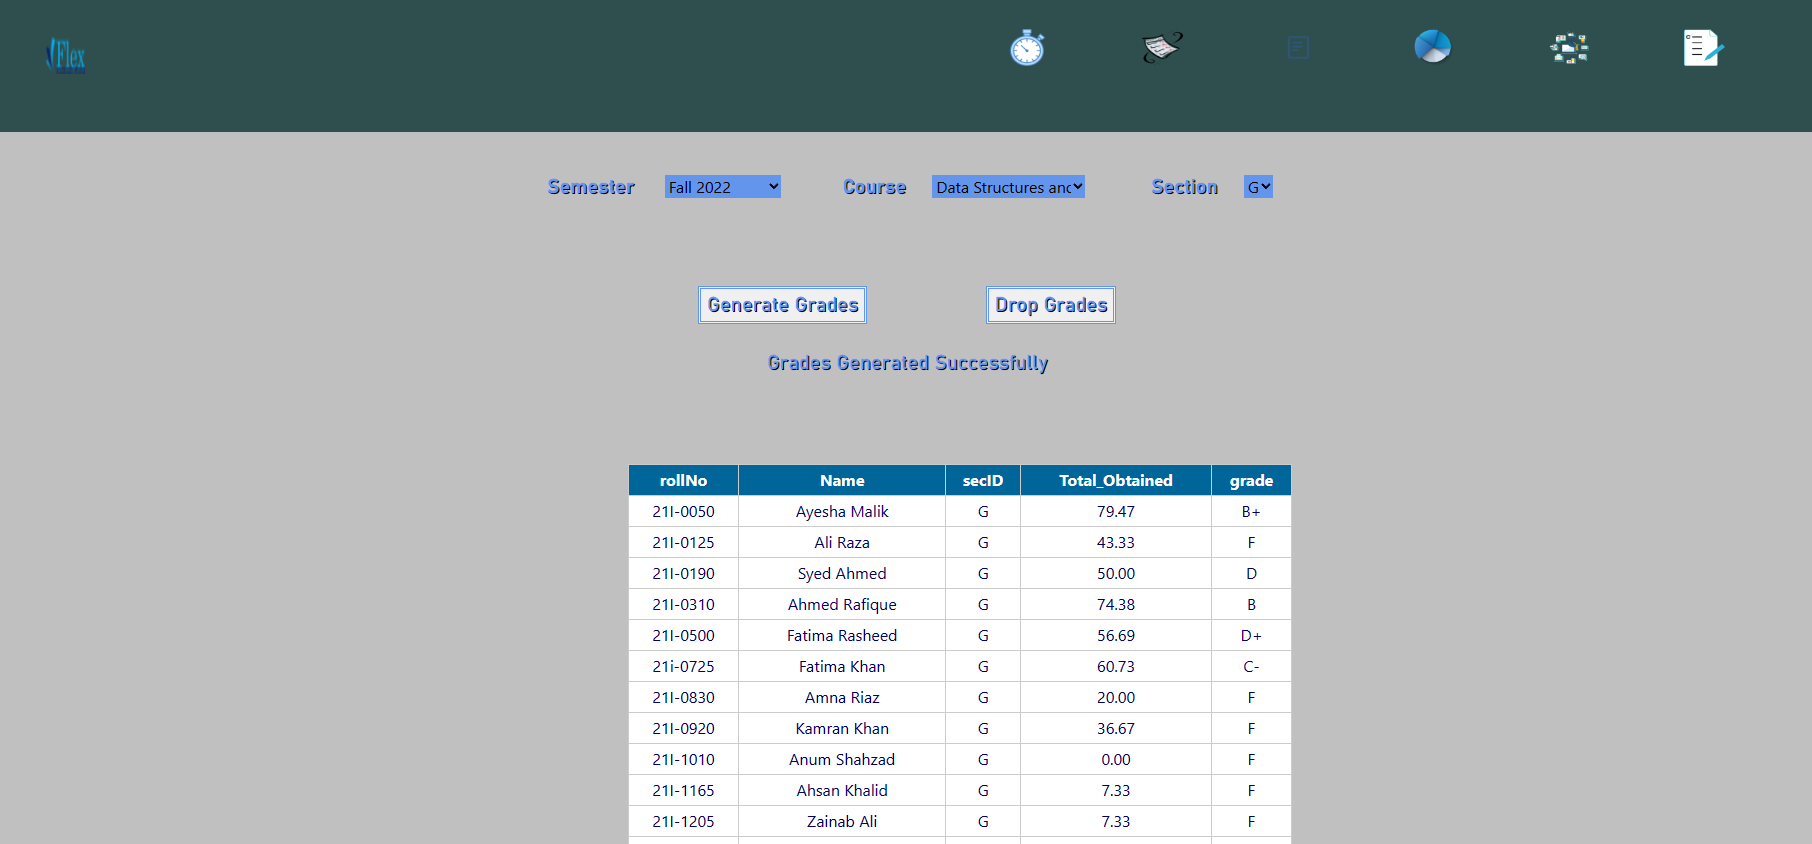 Flex
Semester Fall 2022 Course Data Structures and Section G
Generate Grades Drop Grades
Grades Generated Successfully
rollNo Name secID Total_Obtained grade
21I-0050 Ayesha Malik G 79.47 B+
21I-0125 Ali Raza G 43.33 F
21I-0190 Syed Ahmed G 50.00 D
21I-0310 Ahmed Rafique G 74.38 B
21I-0500 Fatima Rasheed G 56.69 D+
21i-0725 Fatima Khan G 60.73 C-
21I-0830 Amna Riaz G 20.00 F
21I-0920 Kamran Khan G 36.67 F
21I-1010 Anum Shahzad G 0.00 F
21I-1165 Ahsan Khalid G 7.33 F
21I-1205 Zainab Ali G 7.33 F